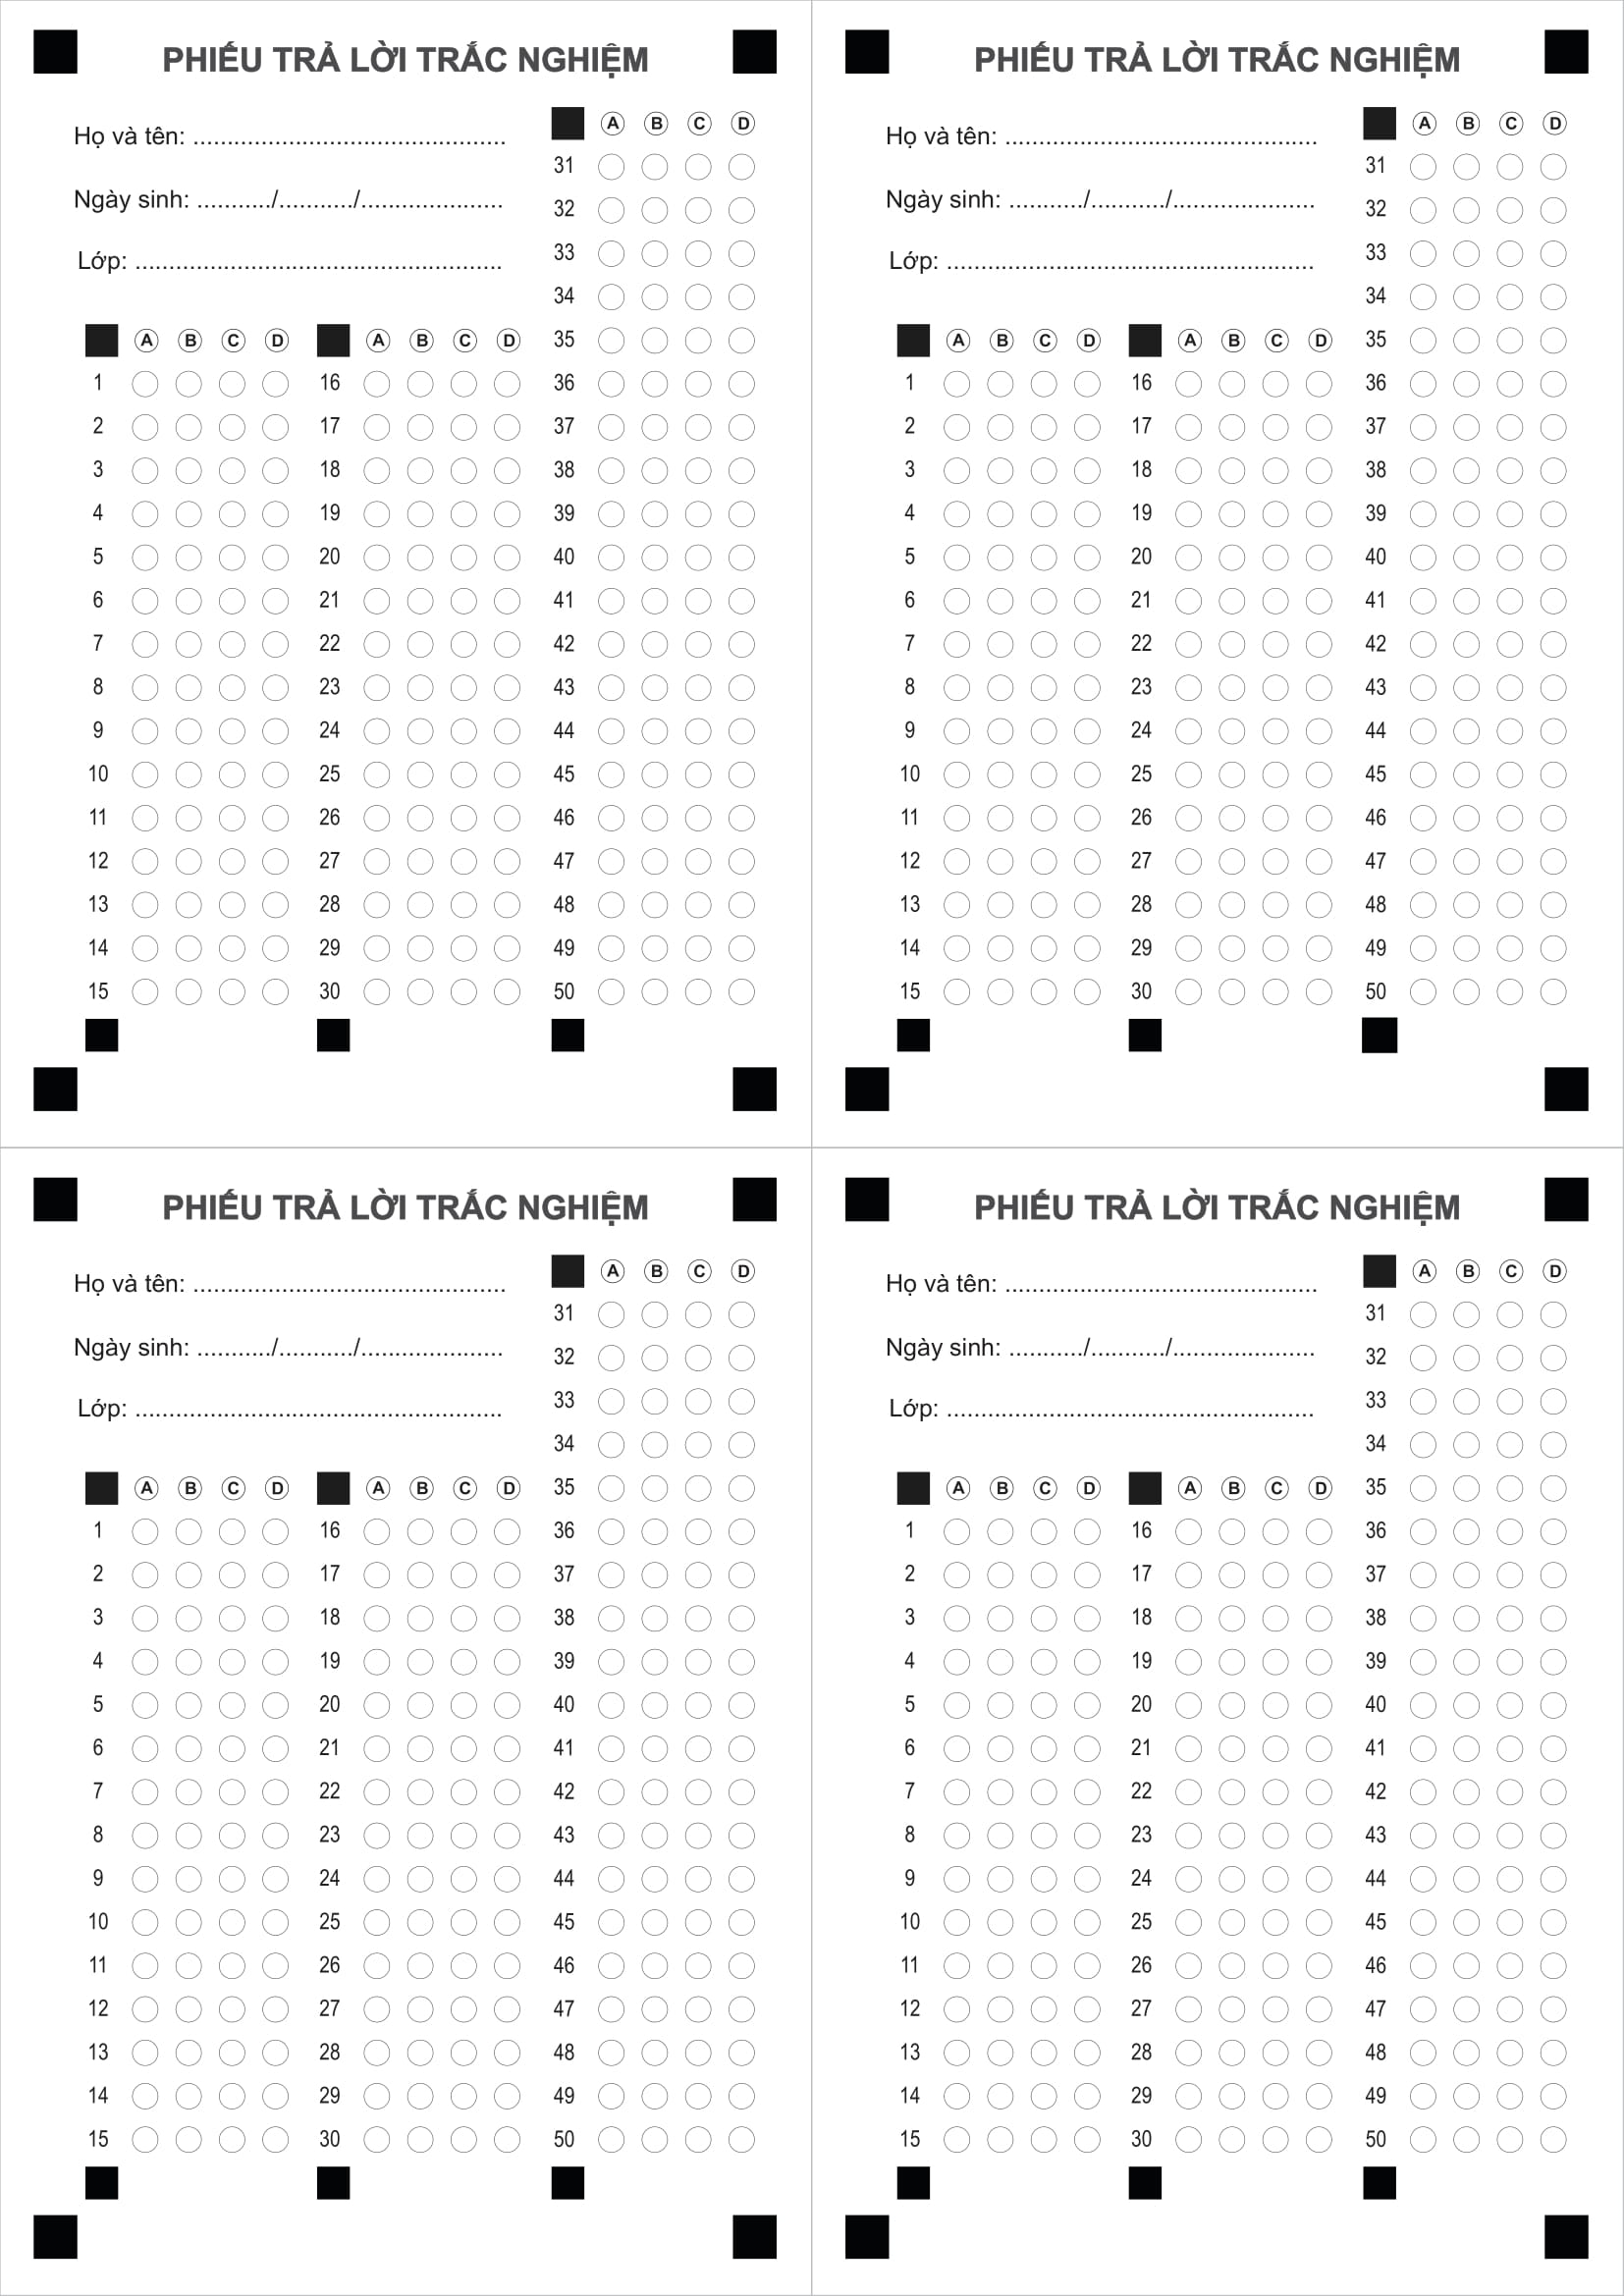 PHIẾU TRẢ LỜI TRẮC NGHIỆM
Họ và tên: .............................................. A B C D
31
Ngày sinh: .........../.........../..................... 32
Lớp: ...................................................... 33
34
A B C D A B C D 35
1 16 36
2 17 37
3 18 38
4 19 39
5 20 40
6 21 41
7 22 42
8 23 43
9 24 44
10 25 45
11 26 46
12 27 47
13 28 48
14 29 49
15 30 50
PHIẾU TRẢ LỜI TRẮC NGHIỆM
Họ và tên: .............................................. A B C D
31
Ngày sinh: .........../.........../..................... 32
Lớp: ...................................................... 33
34
A B C D A B C D 35
1 16 36
2 17 37
3 18 38
4 19 39
5 20 40
6 21 41
7 22 42
8 23 43
9 24 44
10 25 45
11 26 46
12 27 47
13 28 48
14 29 49
15 30 50
PHIẾU TRẢ LỜI TRẮC NGHIỆM
Họ và tên: .............................................. A B C D
31
Ngày sinh: .........../.........../..................... 32
Lớp: ...................................................... 33
34
A B C D A B C D 35
1 16 36
2 17 37
3 18 38
4 19 39
5 20 40
6 21 41
7 22 42
8 23 43
9 24 44
10 25 45
11 26 46
12 27 47
13 28 48
14 29 49
15 30 50
PHIẾU TRẢ LỜI TRẮC NGHIỆM
Họ và tên: .............................................. A B C D
31
Ngày sinh: .........../.........../..................... 32
Lớp: ...................................................... 33
34
A B C D A B C D 35
1 16 36
2 17 37
3 18 38
4 19 39
5 20 40
6 21 41
7 22 42
8 23 43
9 24 44
10 25 45
11 26 46
12 27 47
13 28 48
14 29 49
15 30 50